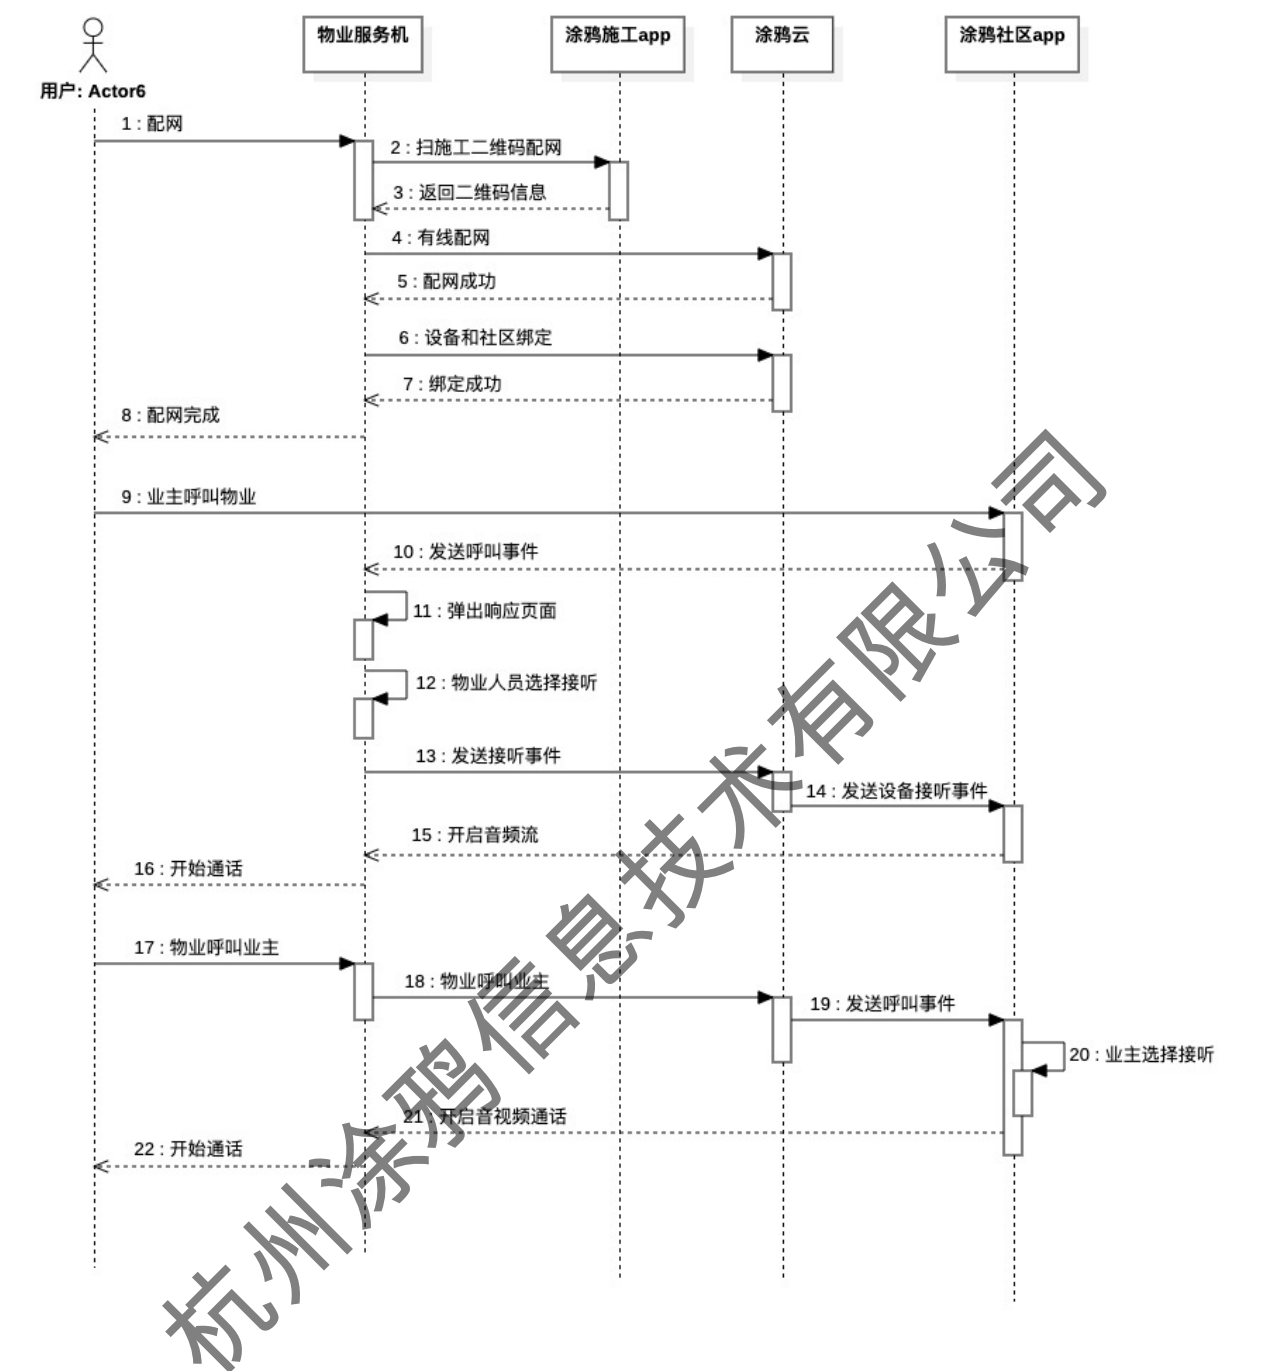 物业服务机
涂鸦施工app
涂鸦云
涂鸦社区app
用户: Actor6
1 : 配网
2 : 扫施工二维码配网
3 : 返回二维码信息
4 : 有线配网
5 : 配网成功
6 : 设备和社区绑定
7 : 绑定成功
8 : 配网完成
9 : 业主呼叫物业
10 : 发送呼叫事件
11 : 弹出响应页面
12 : 物业人员选择接听
13 : 发送接听事件
14 : 发送设备接听事件
15 : 开启音频流
16 : 开始通话
17 : 物业呼叫业主
18 : 物业呼叫业主
19 : 发送呼叫事件
20 : 业主选择接听
21 : 开启音视频通话
22 : 开始通话
杭州涂鸦信息技术有限公司